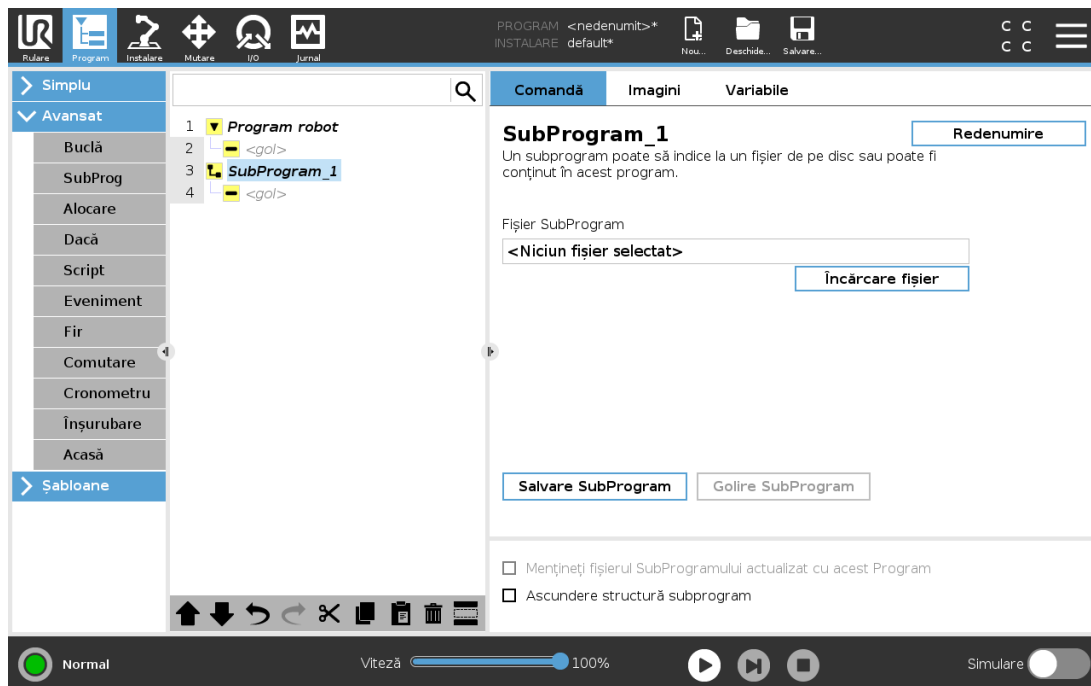 UR
Rulare
Program
Instalare
Mutare
I/O
Jurnal
PROGRAM <nedenumit>*
INSTALARE default*
Nou...
Deschide...
Salvare...
C C
C C
Simplu
Avansat
Buclă
SubProg
Alocare
Dacă
Script
Eveniment
Fir
Comutare
Cronometru
Înșurubare
Acasă
Șabloane
1 Program robot
2 <gol>
3 SubProgram_1
4 <gol>
Comandă
Imagini
Variabile
SubProgram_1
Redenumire
Un subprogram poate să indice la un fișier de pe disc sau poate fi
conținut în acest program.
Fișier SubProgram
<Niciun fișier selectat>
Încărcare fișier
Salvare SubProgram
Golire SubProgram
Mențineți fișierul SubProgramului actualizat cu acest Program
Ascundere structură subprogram
Normal
Viteză
100%
Simulare